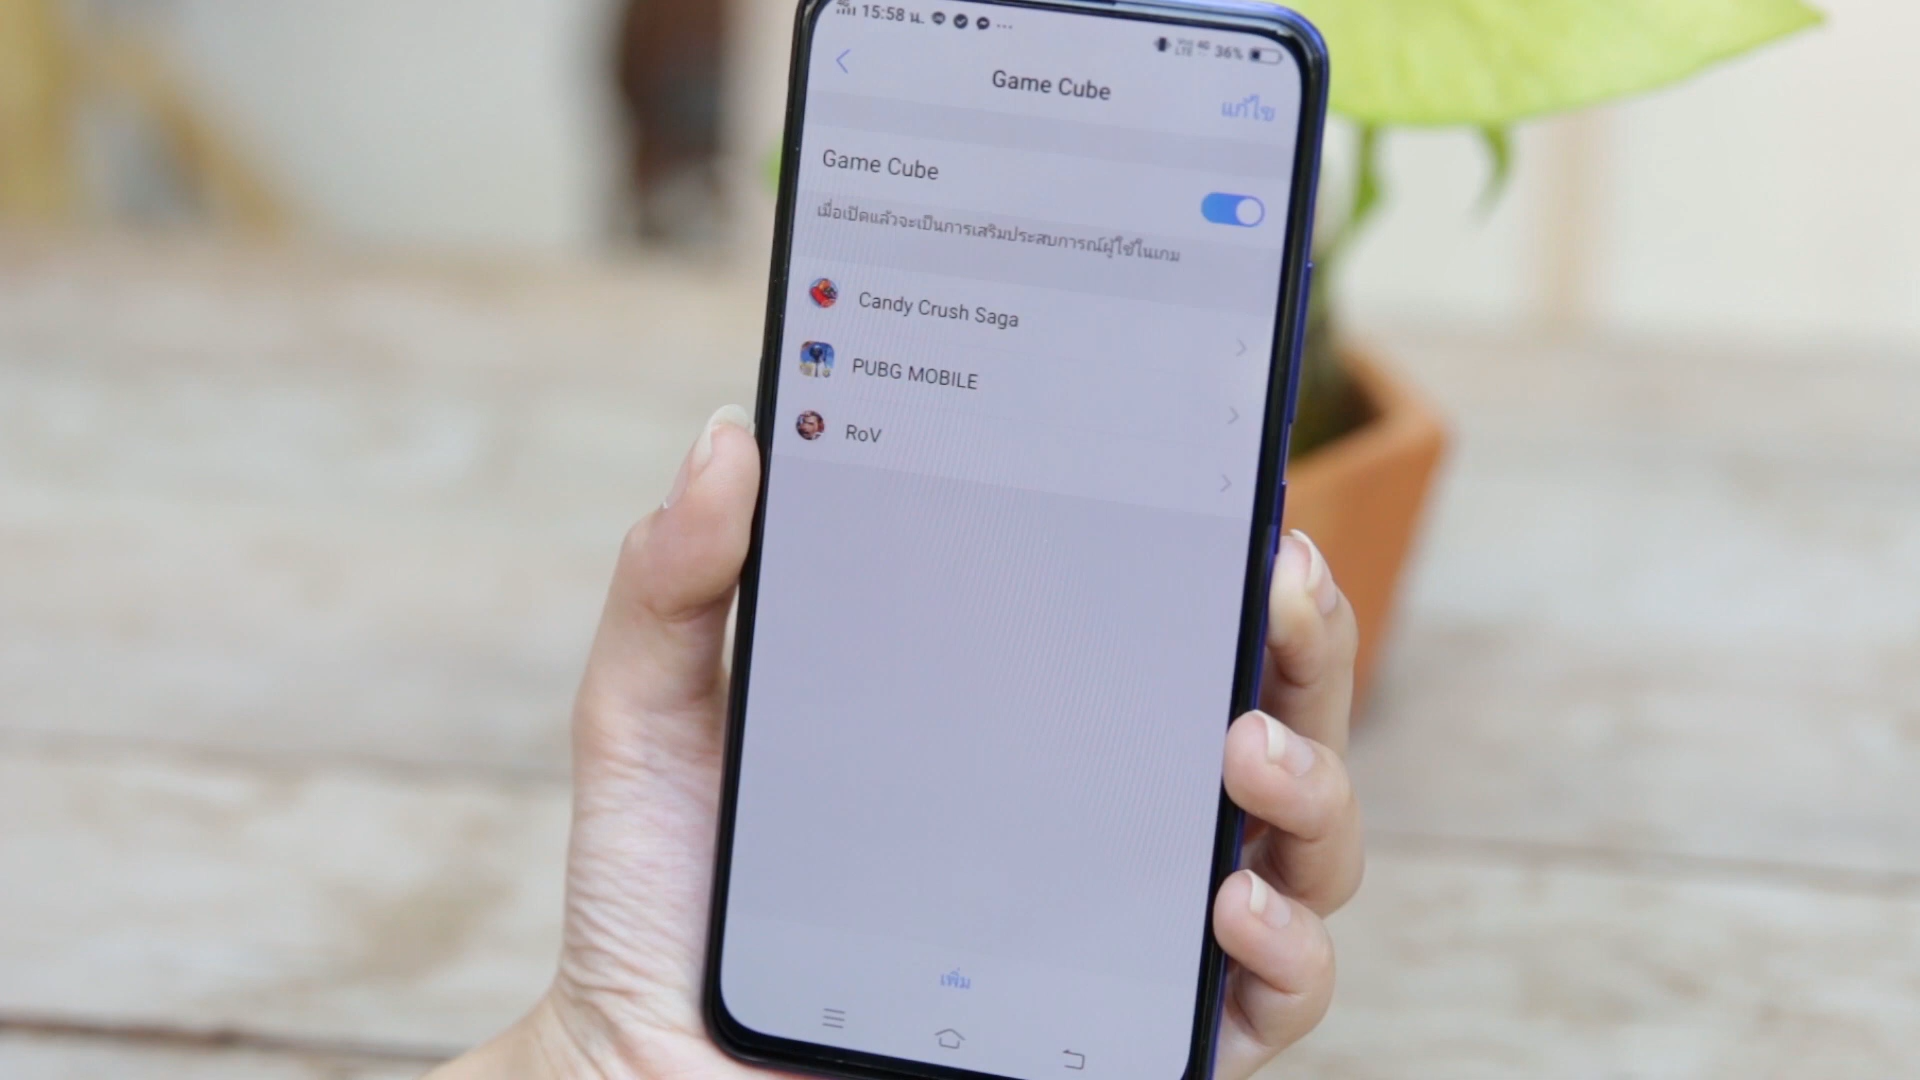 15:58 น.
36%
Game Cube
แก้ไข
Game Cube
เมื่อเปิดแล้วจะเป็นการเสริมประสบการณ์ผู้ใช้ในเกม
Candy Crush Saga
PUBG MOBILE
RoV
เพิ่ม